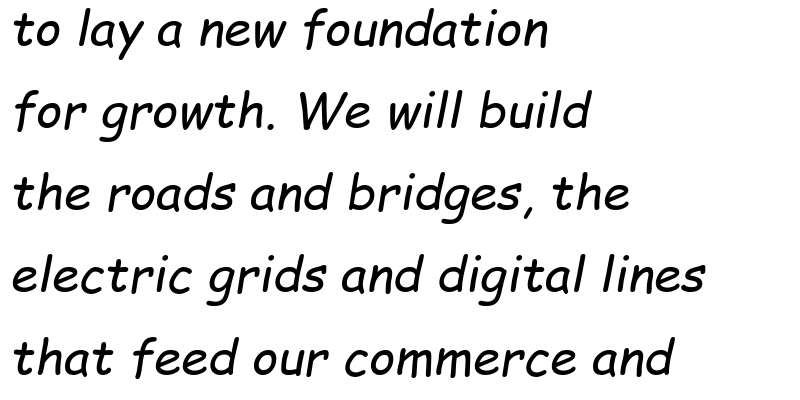 to lay a new foundation
for growth. We will build
the roads and bridges, the
electric grids and digital lines
that feed our commerce and